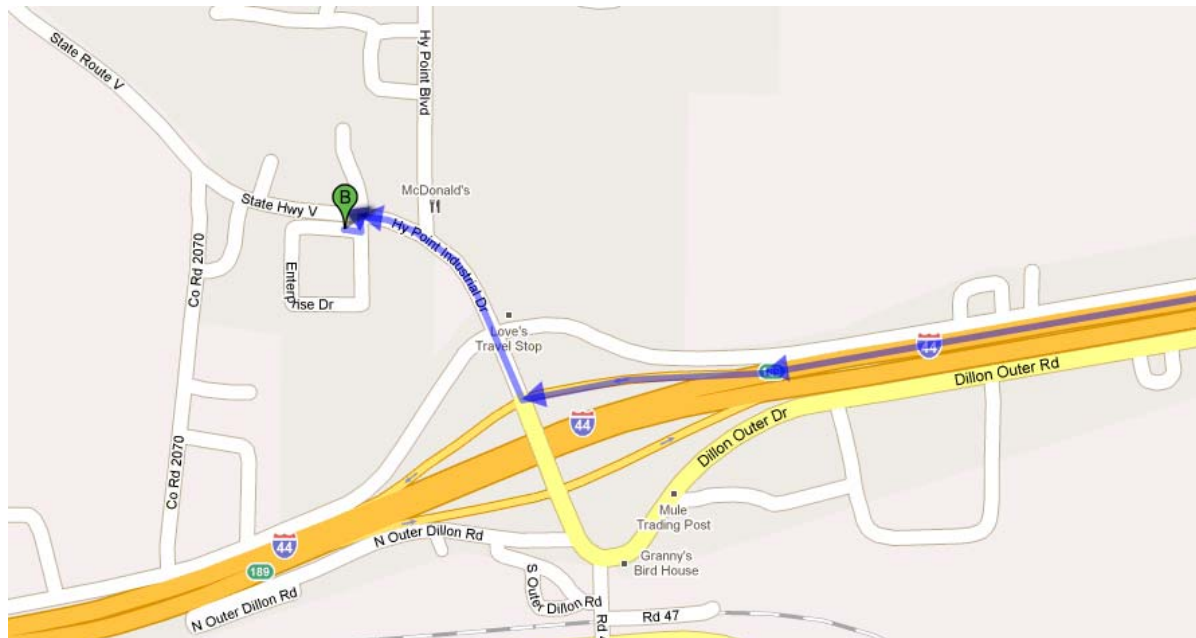 State Route V
Hy Point Blvd
McDonald's
B
State Hwy V
Hy Point Industrial Dr
Co Rd 2070
Enterprise Dr
Love's
Travel Stop
44
44
Dillon Outer Rd
Dillon Outer Dr
Co Rd 2070
Mule
Trading Post
N Outer Dillon Rd
44
Granny's
Bird House
189
S Outer Dillon Rd
N Outer Dillon Rd
Rd 47
Rd